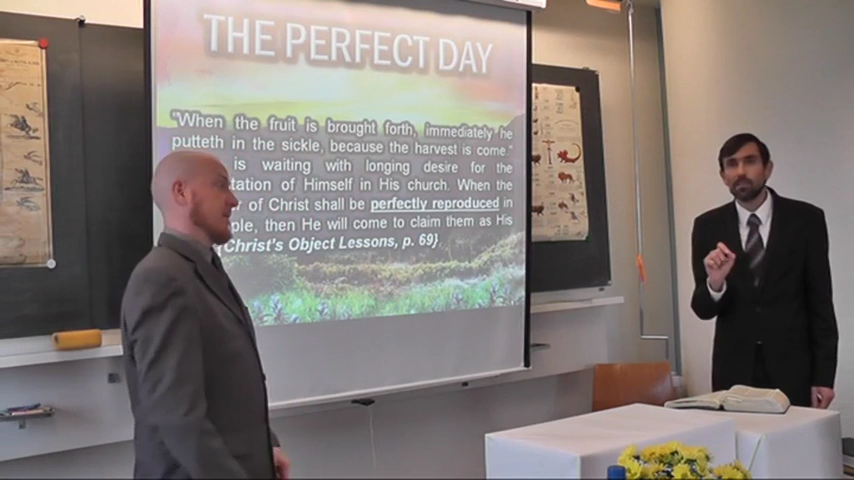 THE PERFECT DAY
"When the fruit is brought forth, immediately he
putteth in the sickle, because the harvest is come."
is waiting with longing desire for the
tation of Himself in His church. When the
r of Christ shall be perfectly reproduced in
ple, then He will come to claim them as His
{Christ's Object Lessons, p. 69}